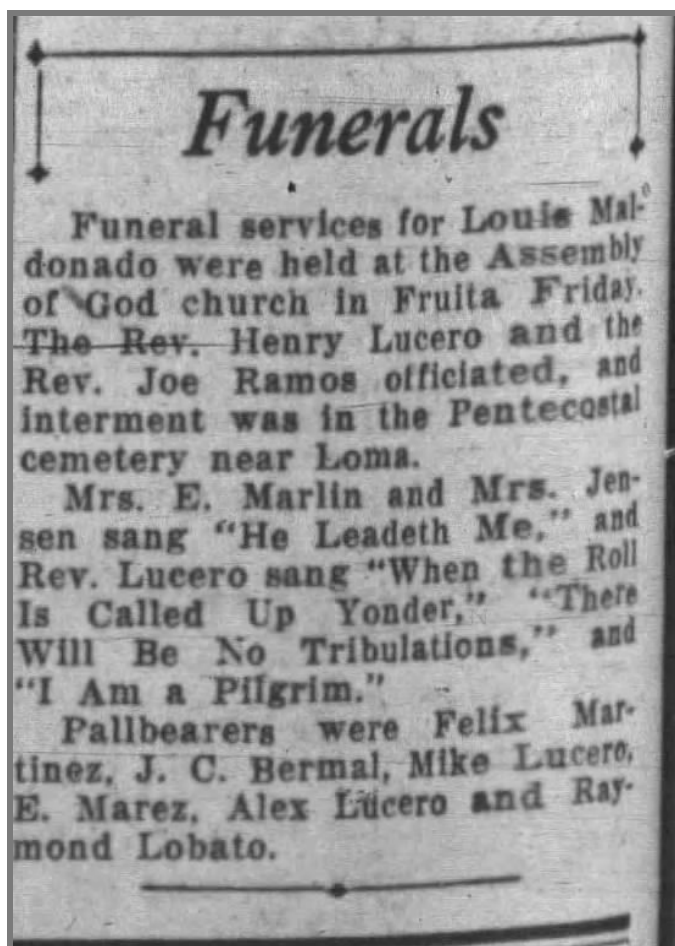 Funerals
Funeral services for Louis Mal-
donado were held at the Assembly
of God church in Fruita Friday.
The Rev. Henry Lucero and the
Rev. Joe Ramos officiated, and
interment was in the Pentecostal
cemetery near Loma.
Mrs. E. Marlin and Mrs. Jen-
sen sang "He Leadeth Me," and
Rev. Lucero sang "When the Roll
Is Called Up Yonder," "There
Will Be No Tribulations," and
"I Am a Pilgrim."
Pallbearers were Felix Mar-
tinez, J. C. Bermal, Mike Lucero,
E. Marez, Alex Lucero and Ray-
mond Lobato.